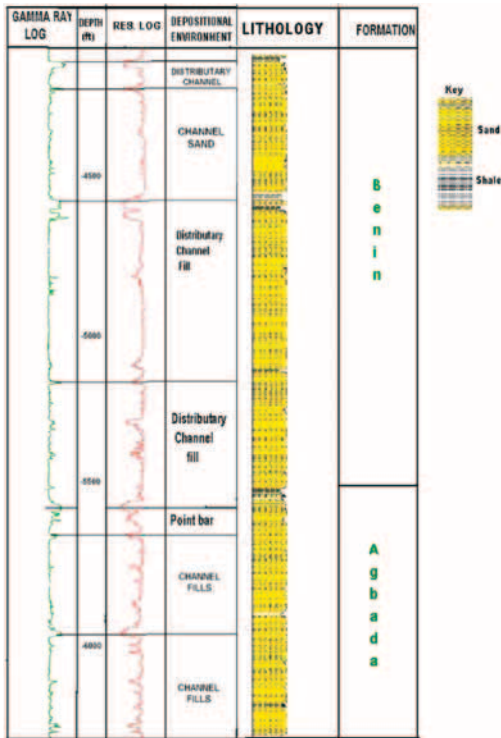 GAMMA RAY
LOG
DEPTH
(ft)
RES. LOG
DEPOSITIONAL
ENVIRONMENT
LITHOLOGY
FORMATION
DISTRIBUTARY
CHANNEL
CHANNEL
SAND
-4500
Distributary
Channel
Fill
-5000
Distributary
Channel
fill
-5500
Point bar
CHANNEL
FILLS
-6000
CHANNEL
FILLS
B
e
n
i
n
A
g
b
a
d
a
Key
Sand
Shale